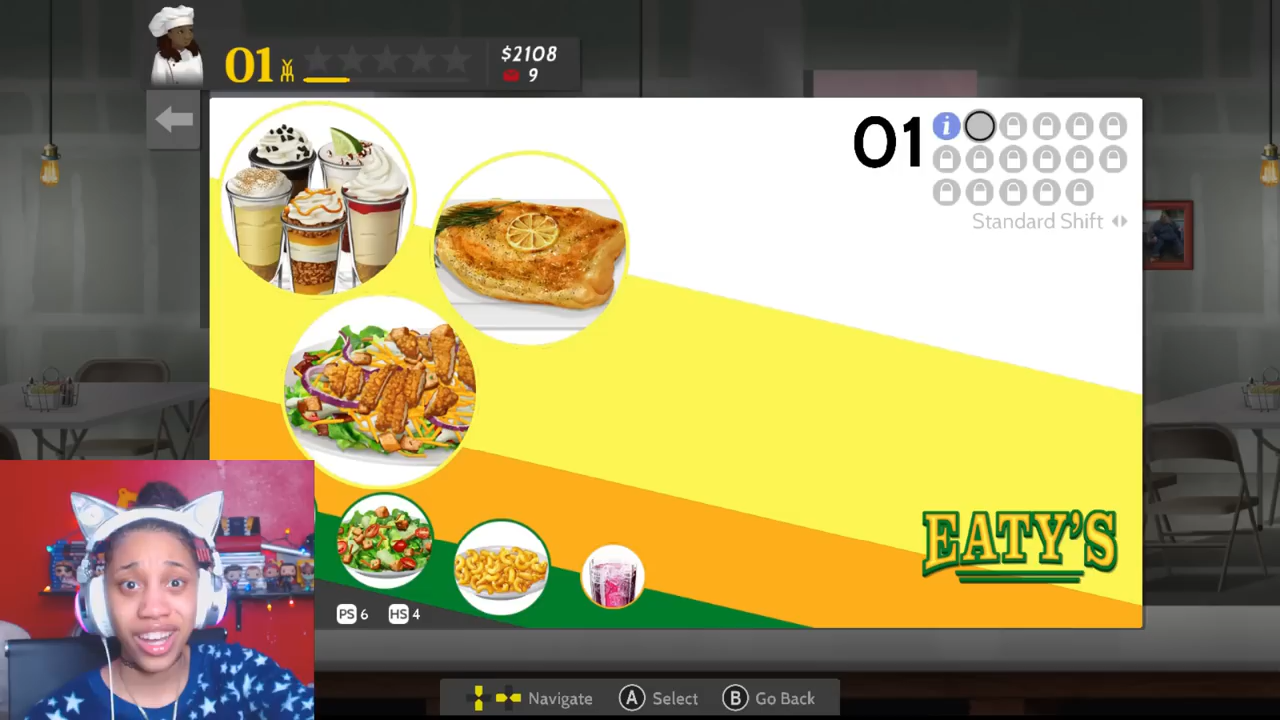 01
$2108
9
01
i
Standard Shift
EATY'S
PS 6 HS 4
Navigate A Select B Go Back